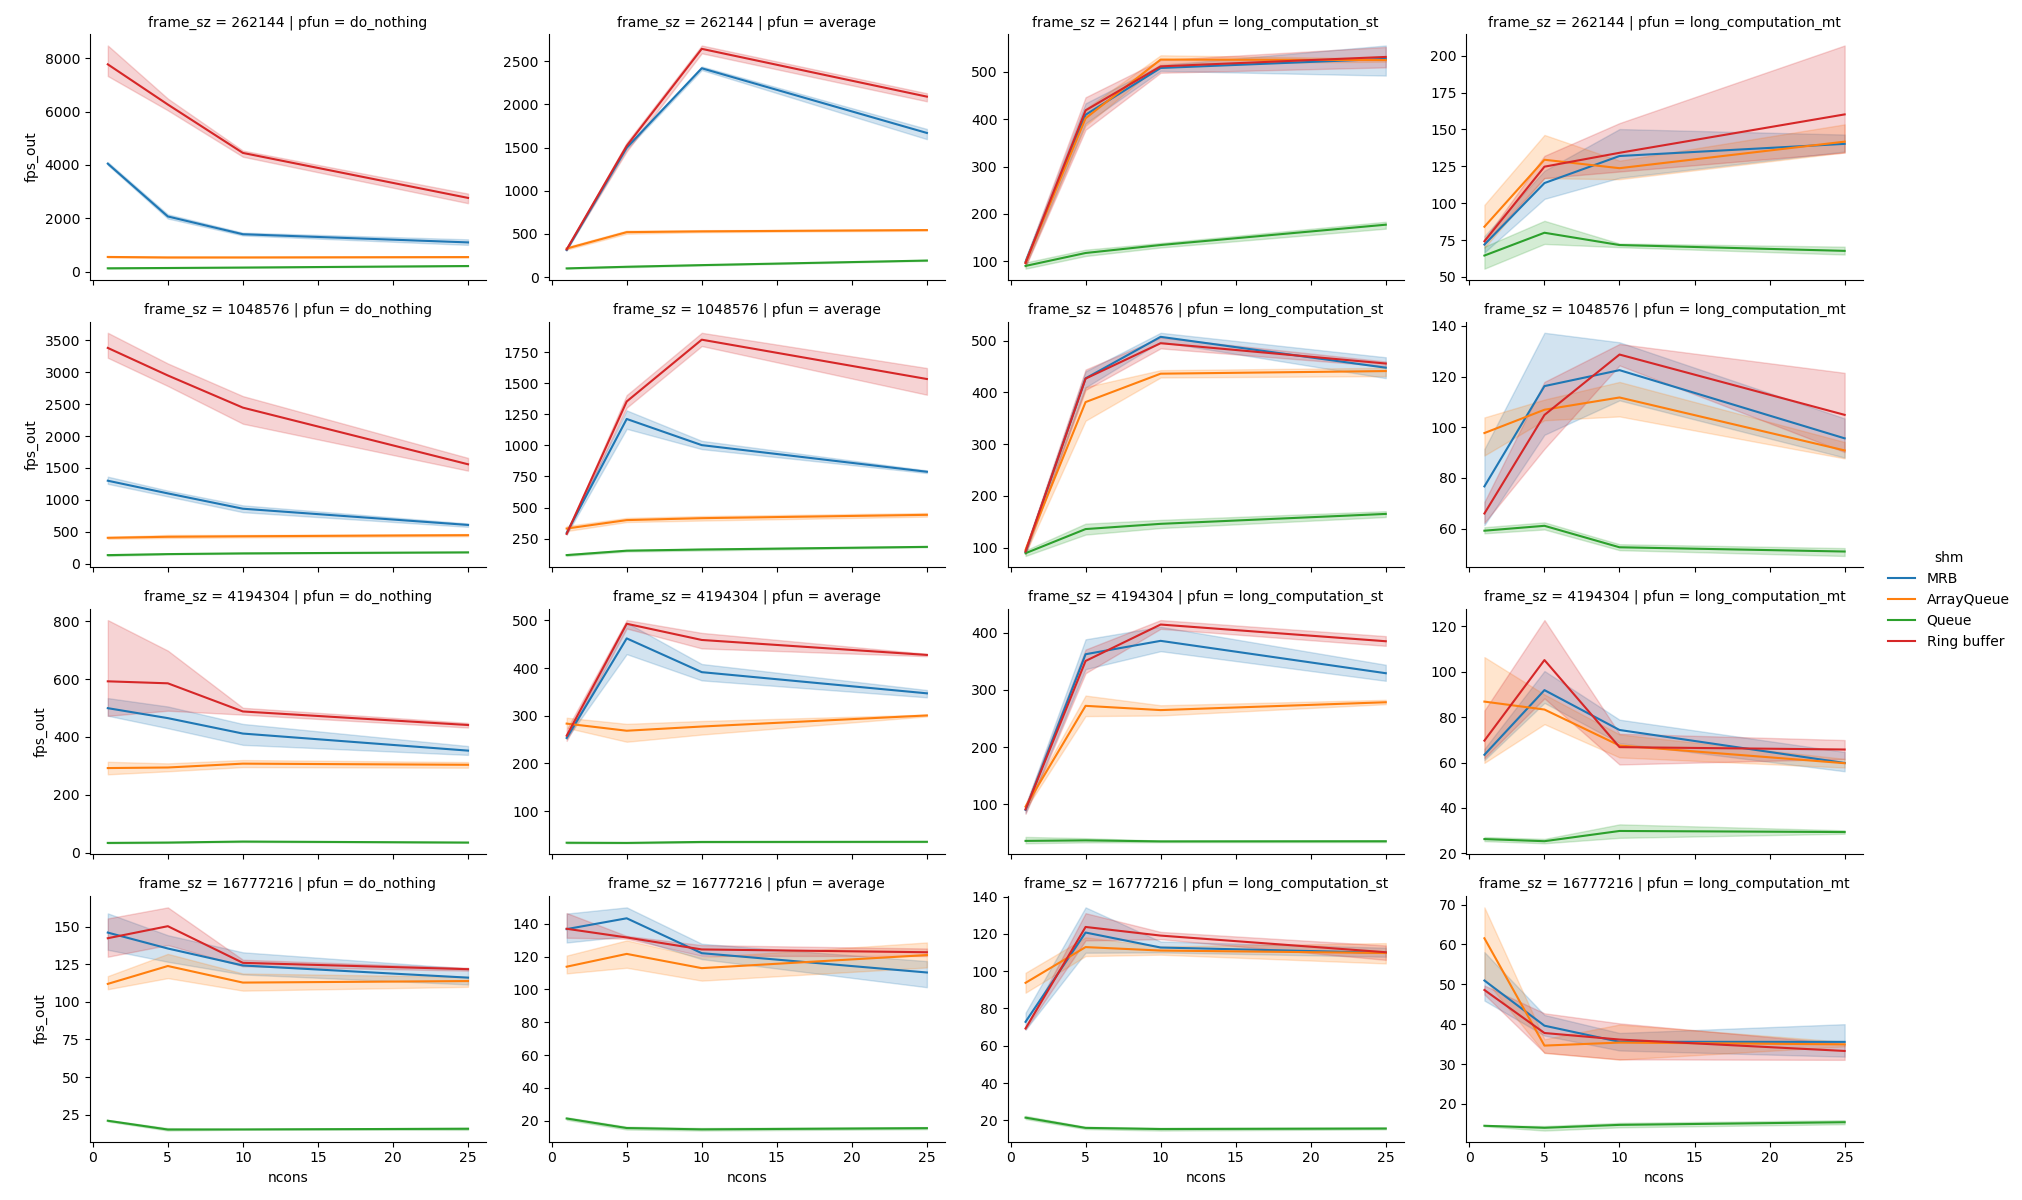 frame_sz = 262144 | pfun = do_nothing
frame_sz = 262144 | pfun = average
frame_sz = 262144 | pfun = long_computation_st
frame_sz = 262144 | pfun = long_computation_mt
fps_out
8000
6000
4000
2000
0
2500
2000
1500
1000
500
0
500
400
300
200
100
200
175
150
125
100
75
50
frame_sz = 1048576 | pfun = do_nothing
frame_sz = 1048576 | pfun = average
frame_sz = 1048576 | pfun = long_computation_st
frame_sz = 1048576 | pfun = long_computation_mt
fps_out
3500
3000
2500
2000
1500
1000
500
0
1750
1500
1250
1000
750
500
250
500
400
300
200
100
140
120
100
80
60
shm
MRB
ArrayQueue
Queue
Ring buffer
frame_sz = 4194304 | pfun = do_nothing
frame_sz = 4194304 | pfun = average
frame_sz = 4194304 | pfun = long_computation_st
frame_sz = 4194304 | pfun = long_computation_mt
fps_out
800
600
400
200
0
500
400
300
200
100
400
300
200
100
120
100
80
60
40
20
frame_sz = 16777216 | pfun = do_nothing
frame_sz = 16777216 | pfun = average
frame_sz = 16777216 | pfun = long_computation_st
frame_sz = 16777216 | pfun = long_computation_mt
fps_out
150
125
100
75
50
25
140
120
100
80
60
40
20
140
120
100
80
60
40
20
70
60
50
40
30
20
0 5 10 15 20 25
0 5 10 15 20 25
0 5 10 15 20 25
0 5 10 15 20 25
ncons
ncons
ncons
ncons